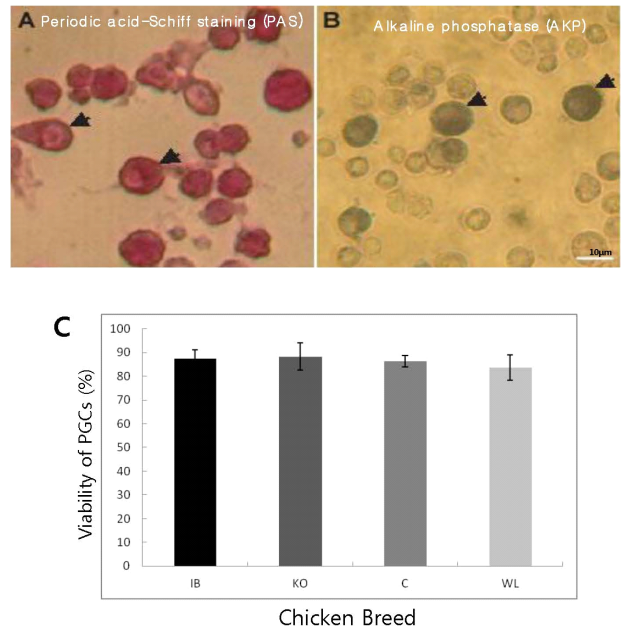 A Periodic acid-Schiff staining (PAS)
B Alkaline phosphatase (AKP)
10μm
C
Viability of PGCs (%)
100
90
80
70
60
50
40
30
20
10
0
IB KO C WL
Chicken Breed